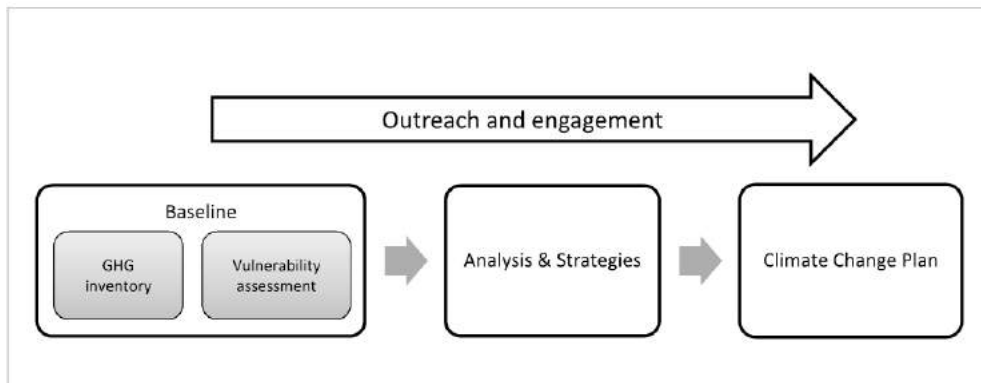 Outreach and engagement
Baseline
GHG
inventory
Vulnerability
assessment
Analysis & Strategies
Climate Change Plan